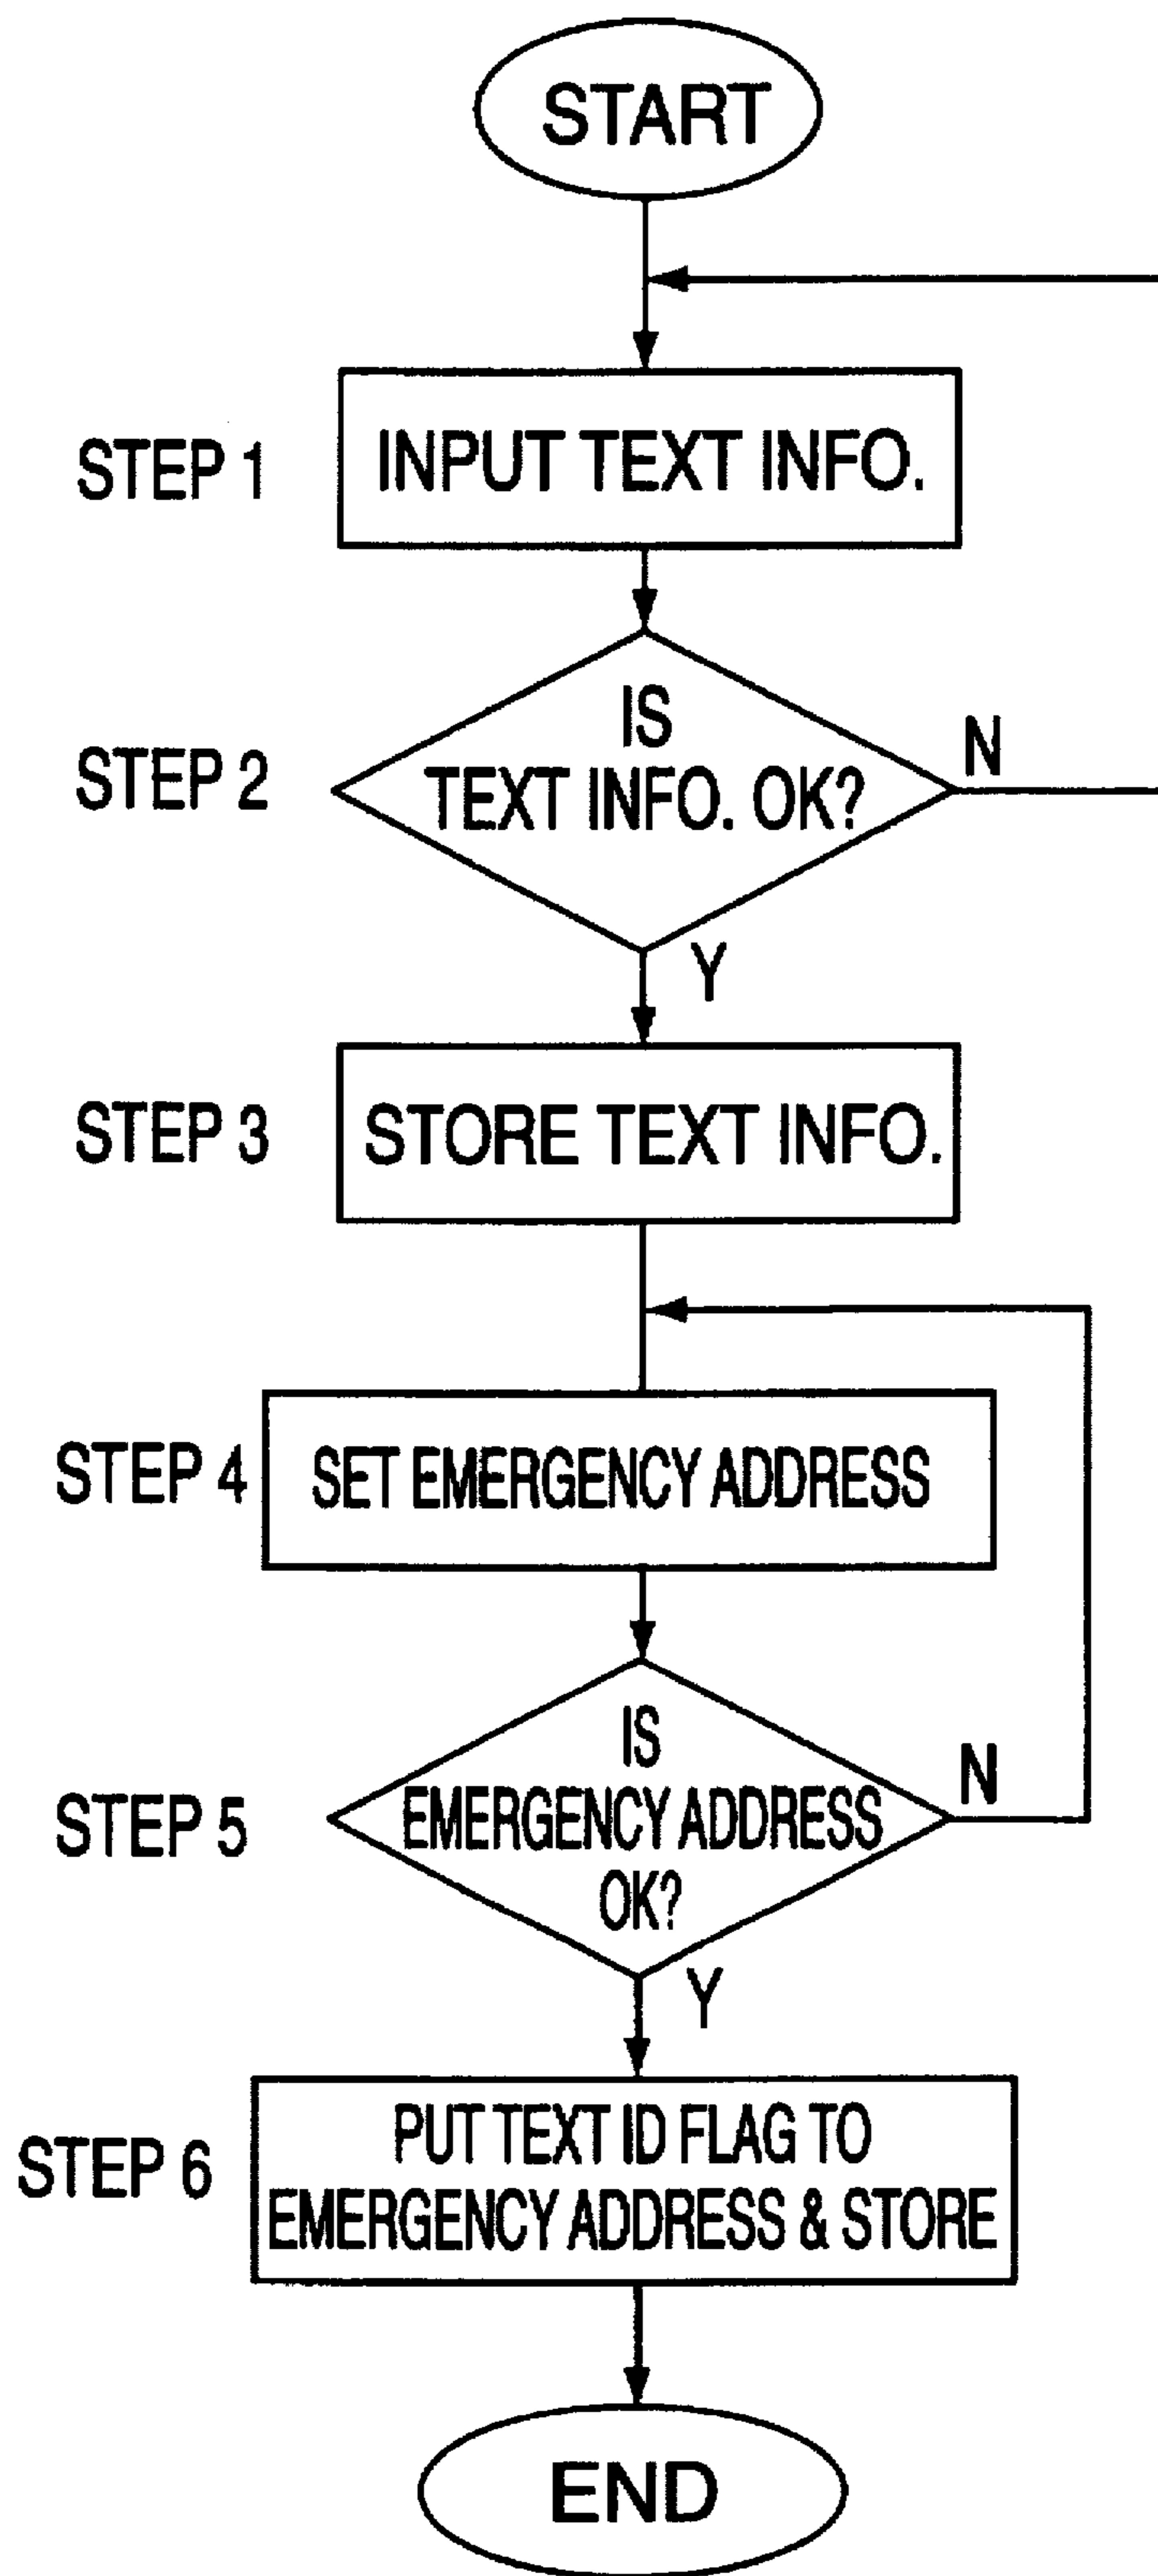 START
STEP 1
INPUT TEXT INFO.
STEP 2
IS
TEXT INFO. OK?
N
Y
STEP 3
STORE TEXT INFO.
STEP 4
SET EMERGENCY ADDRESS
STEP 5
IS
EMERGENCY ADDRESS
OK?
N
Y
STEP 6
PUT TEXT ID FLAG TO
EMERGENCY ADDRESS & STORE
END